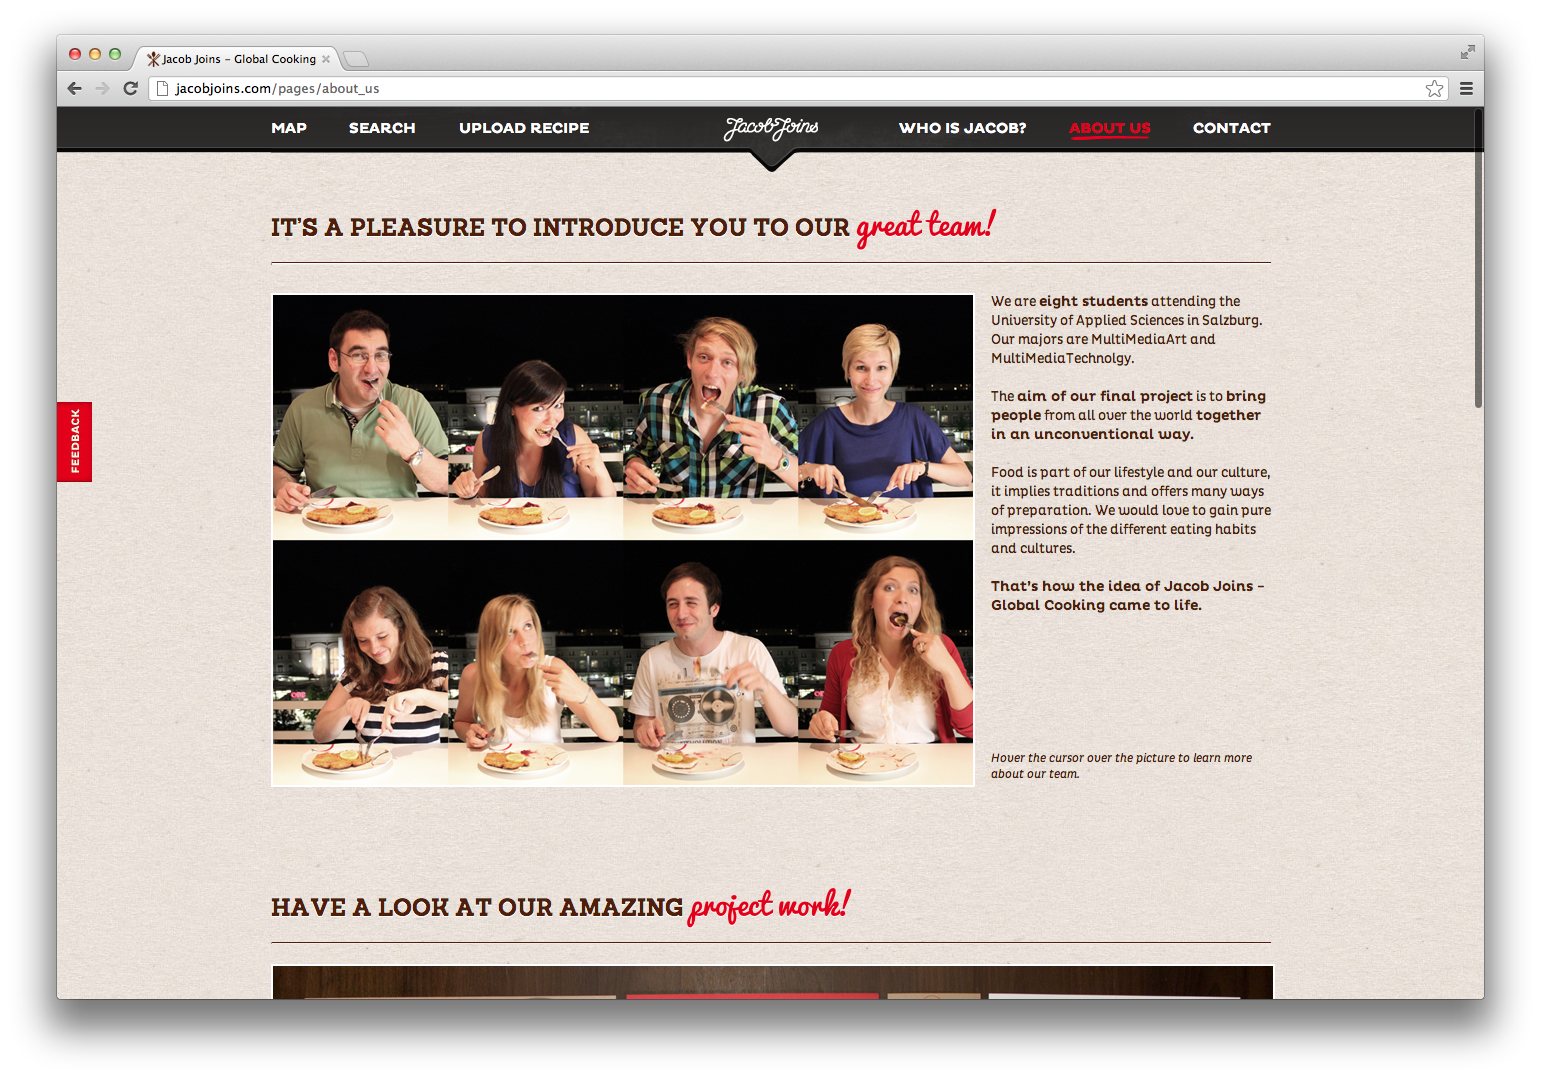 Jacob Joins – Global Cooking
jacobjoins.com/pages/about_us
MAP SEARCH UPLOAD RECIPE Jacob Joins WHO IS JACOB? ABOUT US CONTACT
IT'S A PLEASURE TO INTRODUCE YOU TO OUR great team!
We are eight students attending the
University of Applied Sciences in Salzburg.
Our majors are MultiMediaArt and
MultiMediaTechnolgy.
The aim of our final project is to bring
people from all over the world together
in an unconventional way.
FEEDBACK
Food is part of our lifestyle and our culture,
it implies traditions and offers many ways
of preparation. We would love to gain pure
impressions of the different eating habits
and cultures.
That's how the idea of Jacob Joins –
Global Cooking came to life.
Hover the cursor over the picture to learn more
about our team.
HAVE A LOOK AT OUR AMAZING project work!